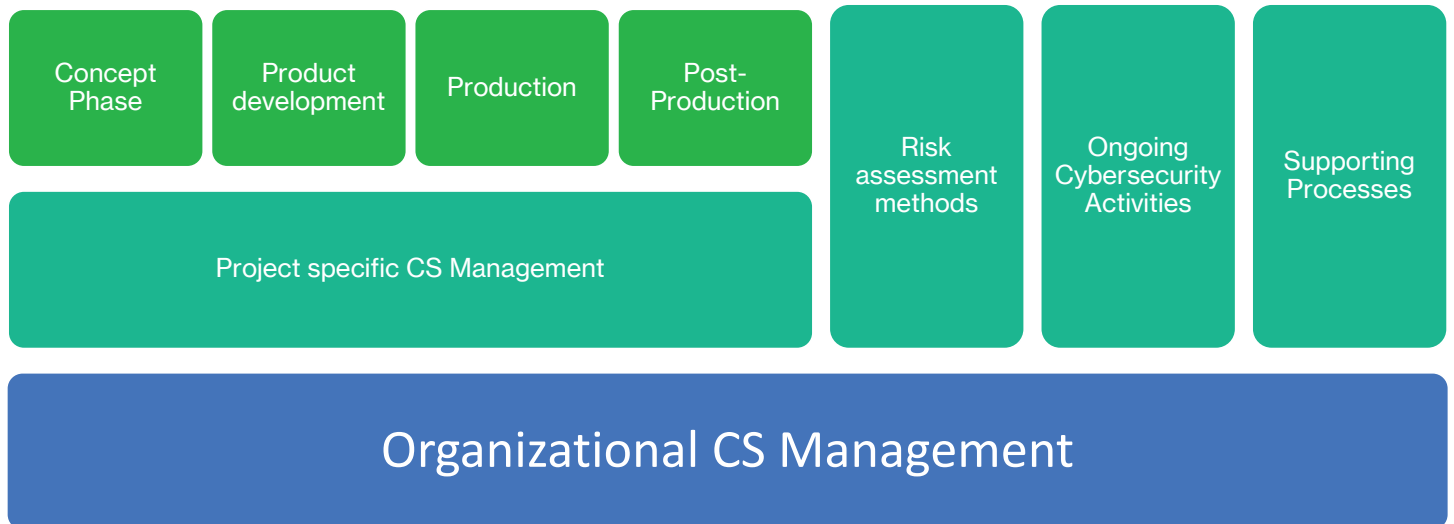 Concept
Phase
Product
development
Production
Post-
Production
Risk
assessment
methods
Ongoing
Cybersecurity
Activities
Supporting
Processes
Project specific CS Management
Organizational CS Management